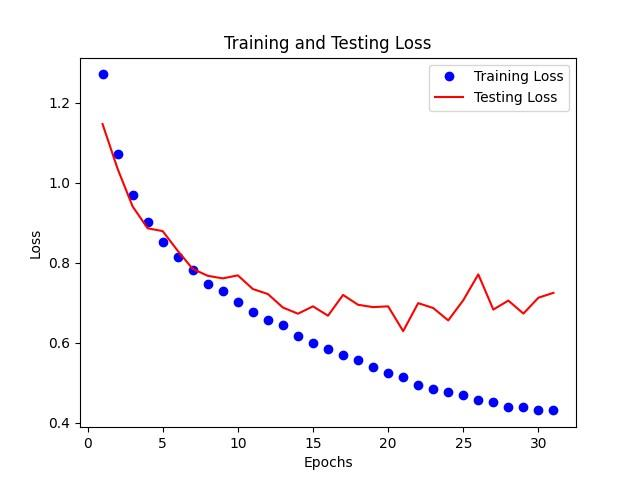 Training and Testing Loss
Training Loss
Testing Loss
1.2
1.0
0.8
0.6
0.4
Loss
0 5 10 15 20 25 30
Epochs